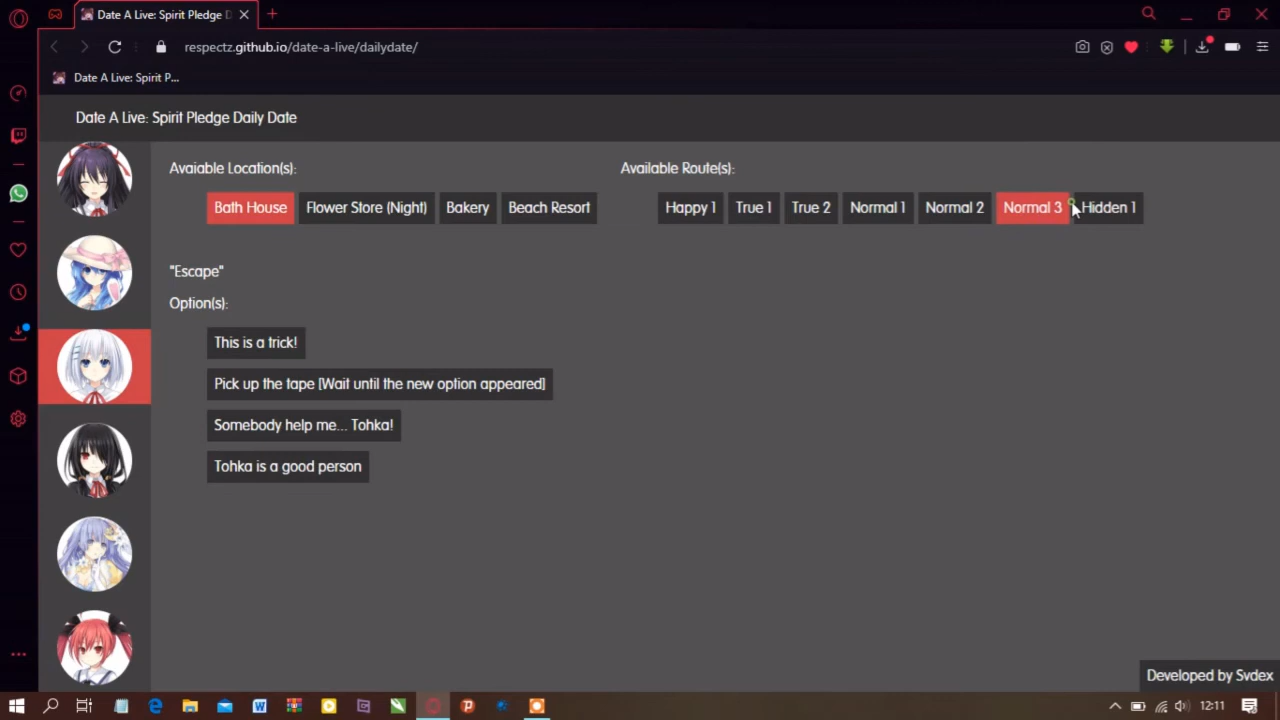 Date A Live: Spirit Pledge D
respectz.github.io/date-a-live/dailydate/
Date A Live: Spirit P...
Date A Live: Spirit Pledge Daily Date
Avaiable Location(s):
Available Route(s):
Bath House
Flower Store (Night)
Bakery
Beach Resort
Happy 1
True 1
True 2
Normal 1
Normal 2
Normal 3
Hidden 1
"Escape"
Option(s):
This is a trick!
Pick up the tape [Wait until the new option appeared]
Somebody help me... Tohka!
Tohka is a good person
Developed by Svdex
12:11